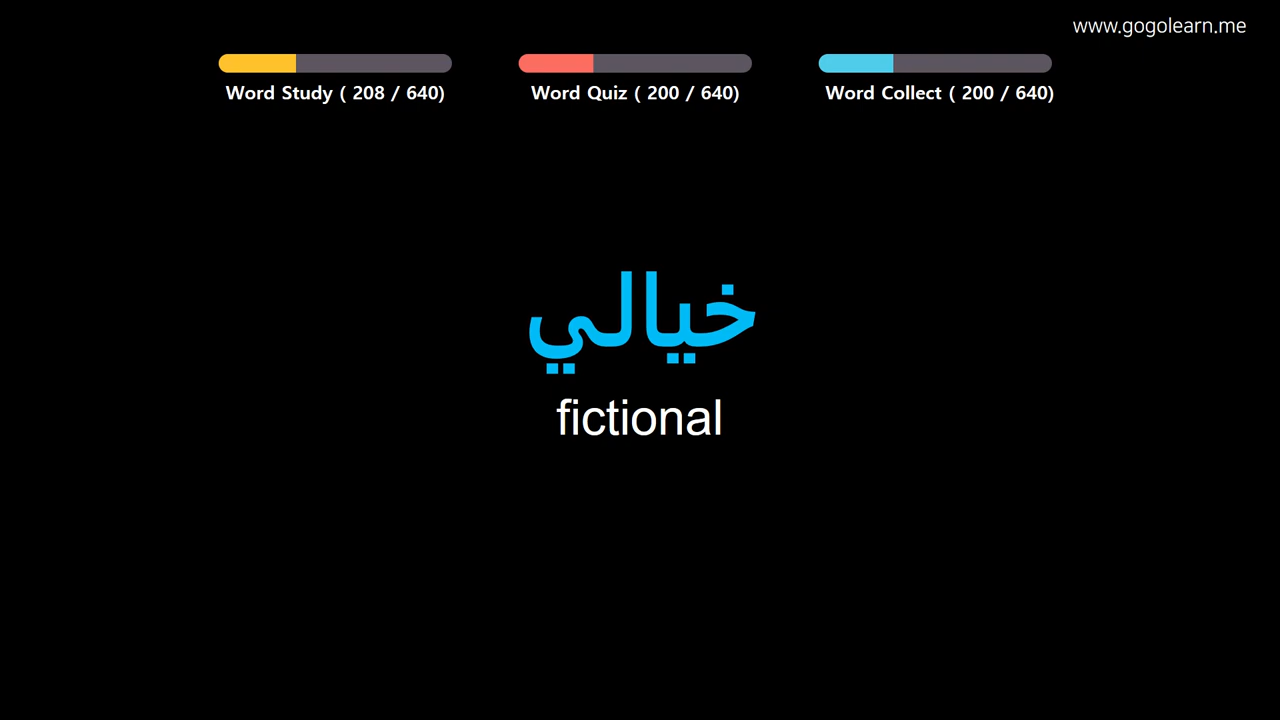 www.gogolearn.me
Word Study ( 208 / 640)
Word Quiz ( 200 / 640)
Word Collect ( 200 / 640)
خيالي
fictional